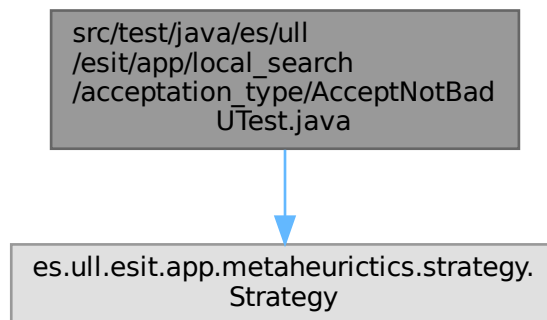 src/test/java/es/ull
/esit/app/local_search
/acceptation_type/AcceptNotBad
UTest.java
es.ull.esit.app.metaheurictics.strategy.
Strategy